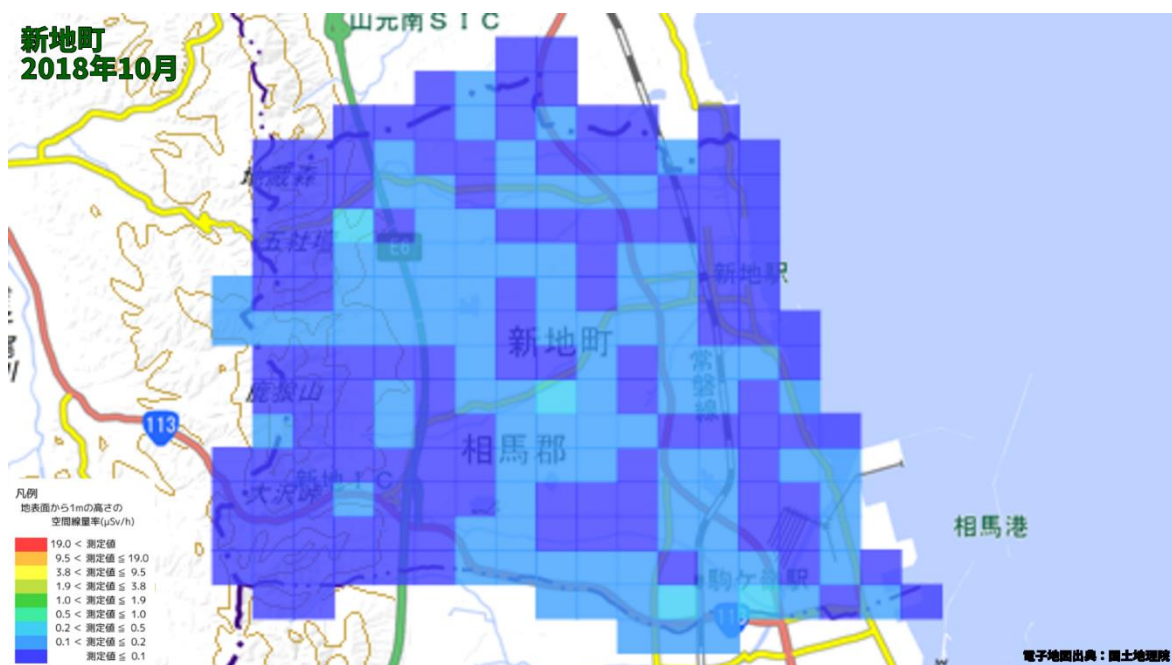 新地町
2018年10月
山元南SIC
地蔵森
五社壇
E6
新地駅
新地町
常磐線
鹿狼山
113
相馬郡
新地IC
大沢峠
相馬港
駒ケ嶺駅
113
凡例
地表面から1mの高さの
空間線量率(μSv/h)
19.0 < 測定値
9.5 < 測定値 ≤ 19.0
3.8 < 測定値 ≤ 9.5
1.9 < 測定値 ≤ 3.8
1.0 < 測定値 ≤ 1.9
0.5 < 測定値 ≤ 1.0
0.2 < 測定値 ≤ 0.5
0.1 < 測定値 ≤ 0.2
測定値 ≤ 0.1
電子地図出典:国土地理院